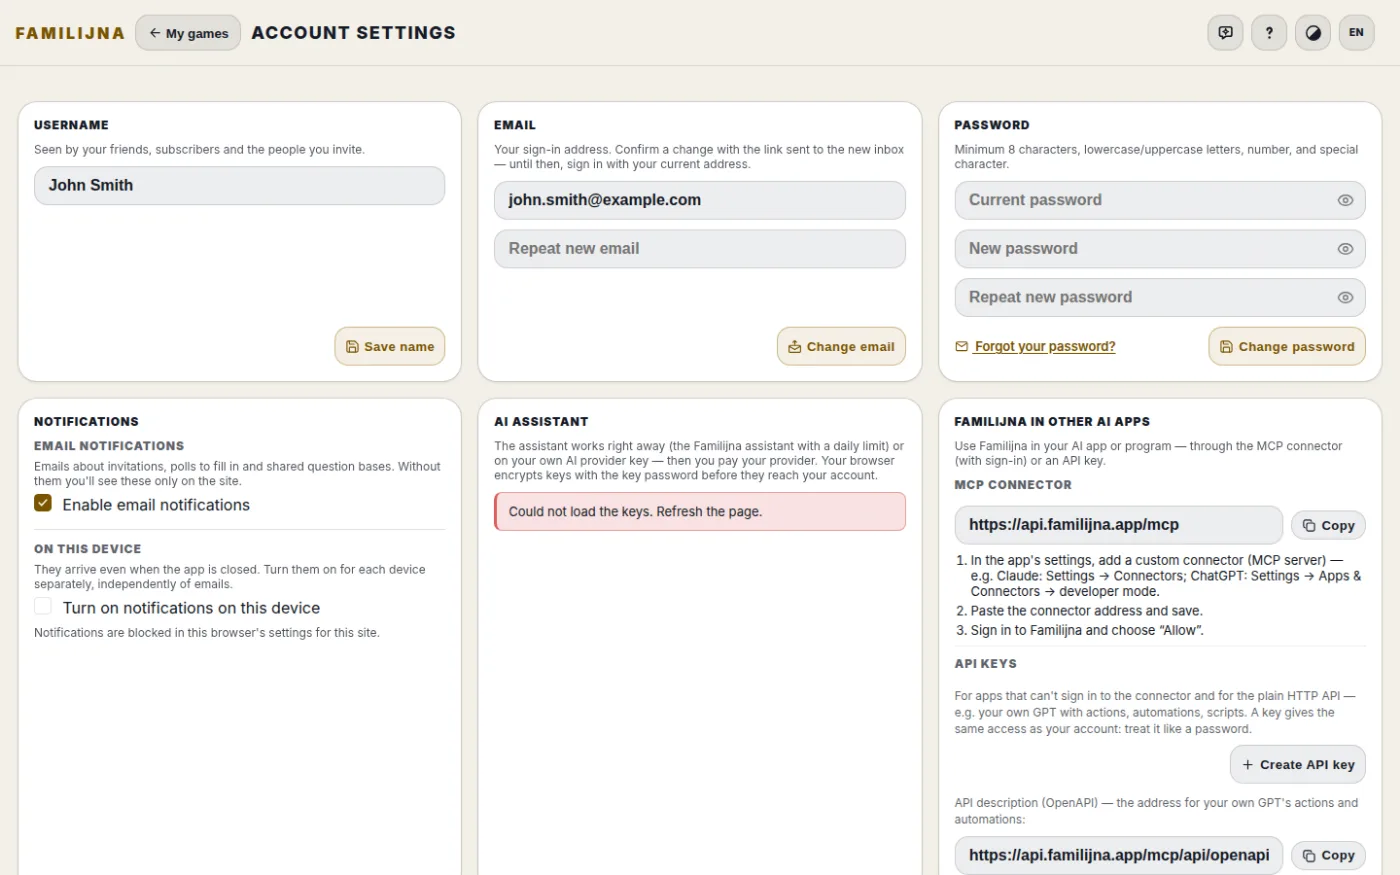 FAMILIJNA
← My games
ACCOUNT SETTINGS
?
EN
USERNAME
Seen by your friends, subscribers and the people you invite.
John Smith
Save name
EMAIL
Your sign-in address. Confirm a change with the link sent to the new inbox
— until then, sign in with your current address.
john.smith@example.com
Repeat new email
Change email
PASSWORD
Minimum 8 characters, lowercase/uppercase letters, number, and special
character.
Current password
New password
Repeat new password
Forgot your password?
Change password
NOTIFICATIONS
EMAIL NOTIFICATIONS
Emails about invitations, polls to fill in and shared question bases. Without
them you'll see these only on the site.
Enable email notifications
ON THIS DEVICE
They arrive even when the app is closed. Turn them on for each device
separately, independently of emails.
Turn on notifications on this device
Notifications are blocked in this browser's settings for this site.
AI ASSISTANT
The assistant works right away (the Familijna assistant with a daily limit) or
on your own AI provider key — then you pay your provider. Your browser
encrypts keys with the key password before they reach your account.
Could not load the keys. Refresh the page.
FAMILIJNA IN OTHER AI APPS
Use Familijna in your AI app or program — through the MCP connector
(with sign-in) or an API key.
MCP CONNECTOR
https://api.familijna.app/mcp
Copy
1. In the app's settings, add a custom connector (MCP server) —
e.g. Claude: Settings → Connectors; ChatGPT: Settings → Apps &
Connectors → developer mode.
2. Paste the connector address and save.
3. Sign in to Familijna and choose “Allow”.
API KEYS
For apps that can't sign in to the connector and for the plain HTTP API —
e.g. your own GPT with actions, automations, scripts. A key gives the
same access as your account: treat it like a password.
+ Create API key
API description (OpenAPI) — the address for your own GPT's actions and
automations:
https://api.familijna.app/mcp/api/openapi
Copy